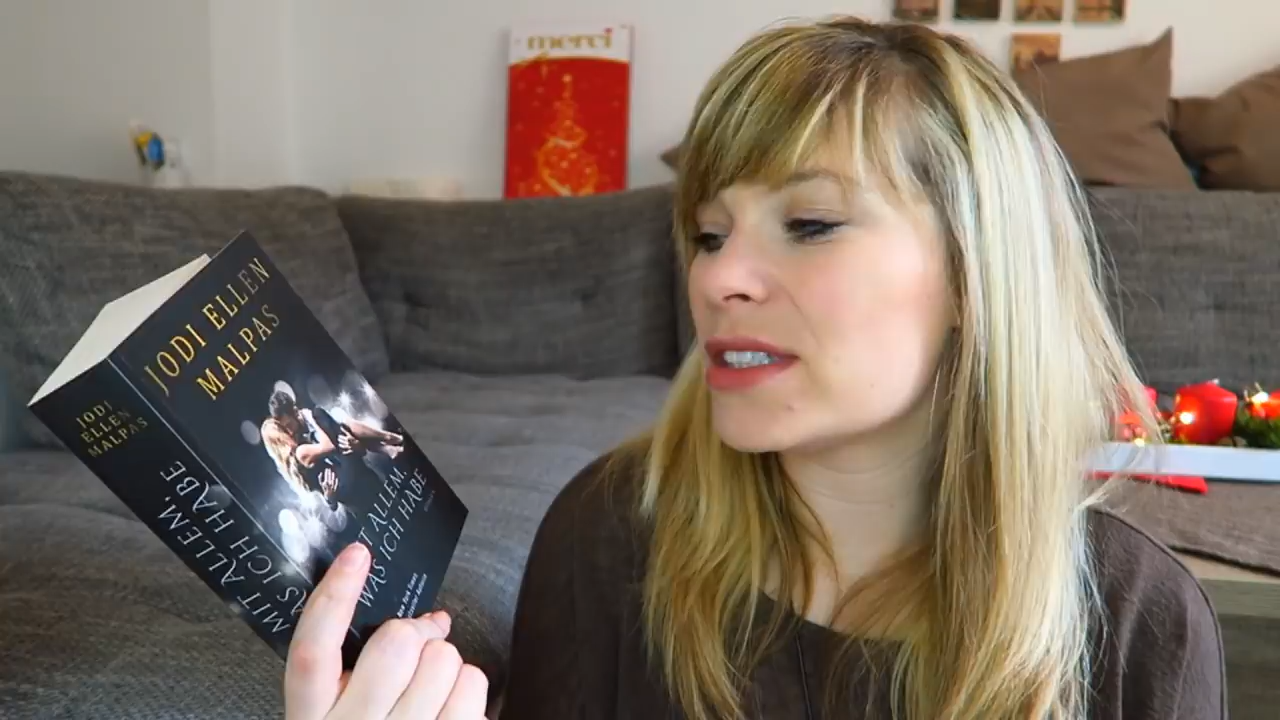 merci
JODI ELLEN
MALPAS
MIT ALLEM,
WAS ICH HABE
JODI
ELLEN
MALPAS
MIT ALLEM,
WAS ICH HABE